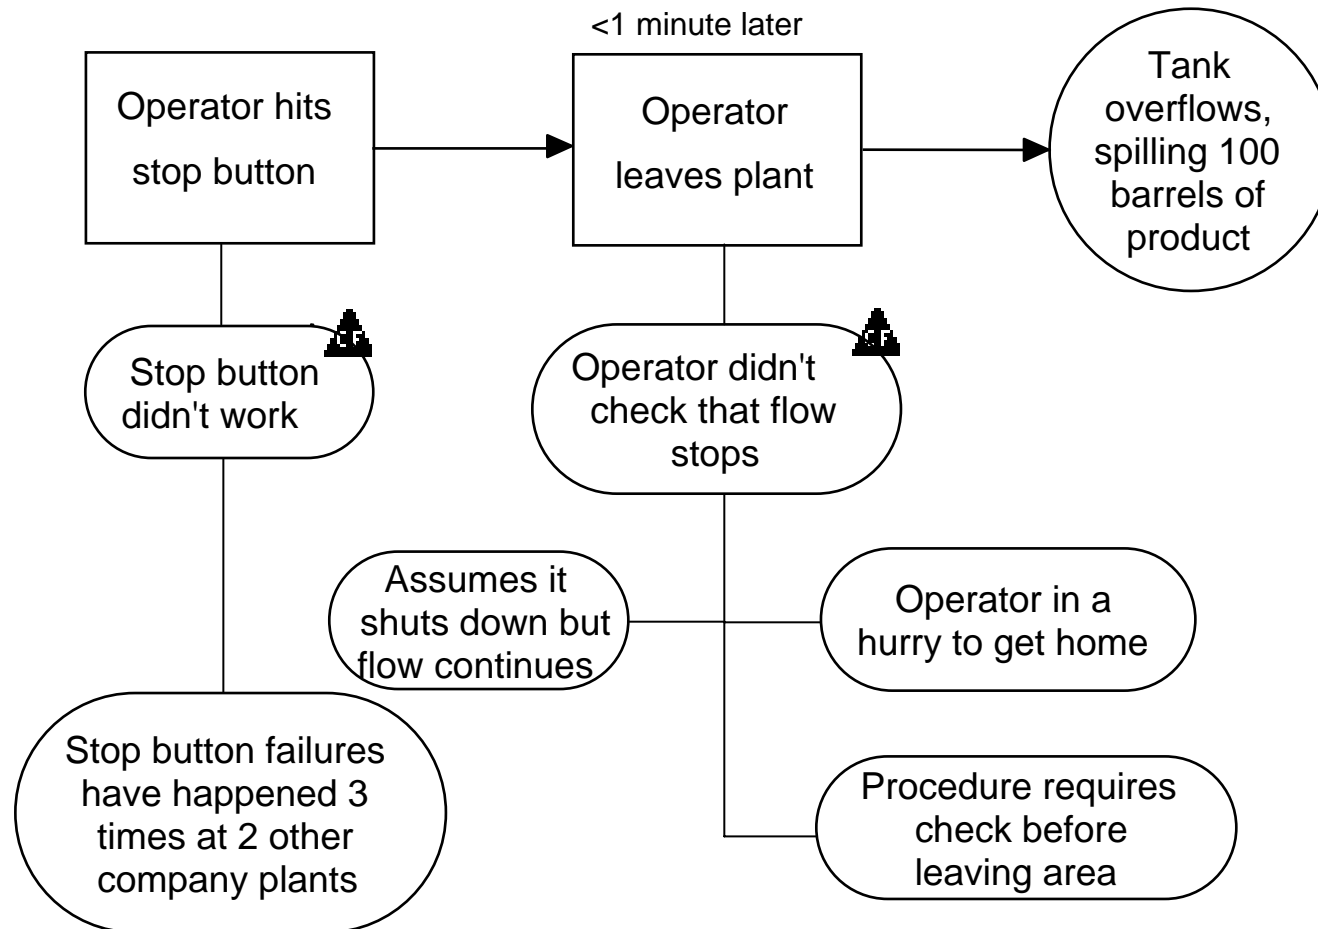 <1 minute later
Operator hits
stop button
Operator
leaves plant
Tank
overflows,
spilling 100
barrels of
product
Stop button
didn't work
Operator didn't
check that flow
stops
Assumes it
shuts down but
flow continues
Operator in a
hurry to get home
Stop button failures
have happened 3
times at 2 other
company plants
Procedure requires
check before
leaving area